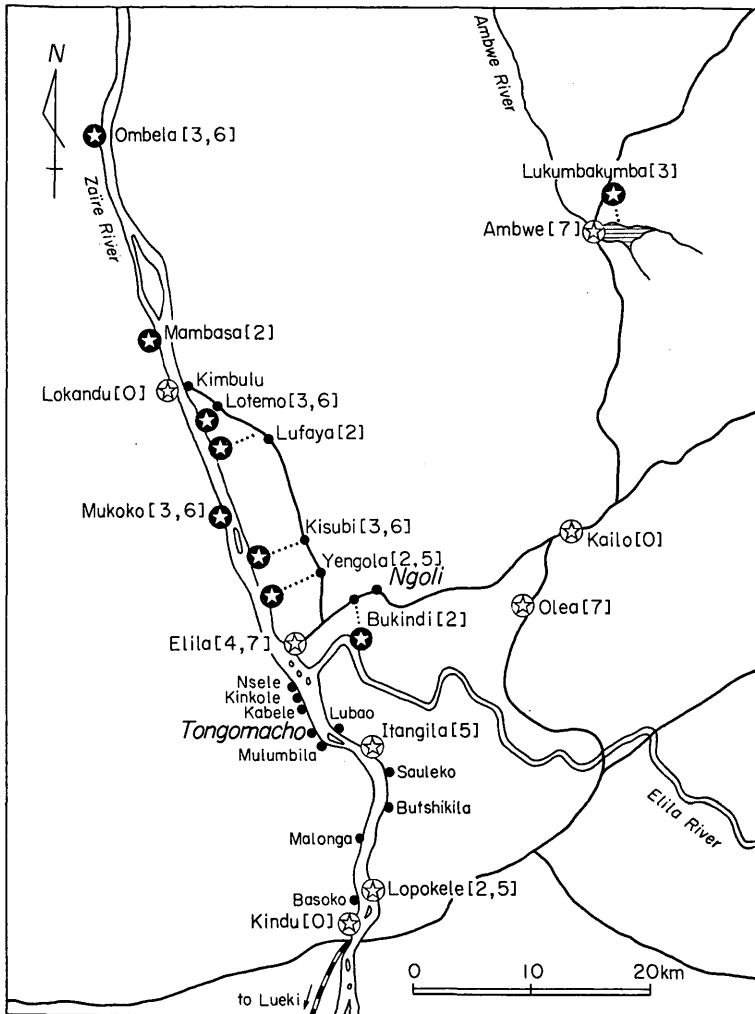 N
Ambwe River
Ombela [3,6]
Lukumbakumba[3]
Zaïre River
Ambwe[7]
Mambasa[2]
Kimbulu
Lokandu[0]
Lotemo[3,6]
Lufaya[2]
Mukoko[3,6]
Kisubi[3,6]
Kailo[0]
Yengola[2,5]
Ngoli
Olea[7]
Bukindi[2]
Elila[4,7]
Nsele
Kinkole
Kabele
Lubao
Tongomacho
Itangila[5]
Mulumbila
Sauleko
Elila River
Butshikila
Malonga
Lopokele[2,5]
Basoko
Kindu[0]
0 10 20km
to Lueki